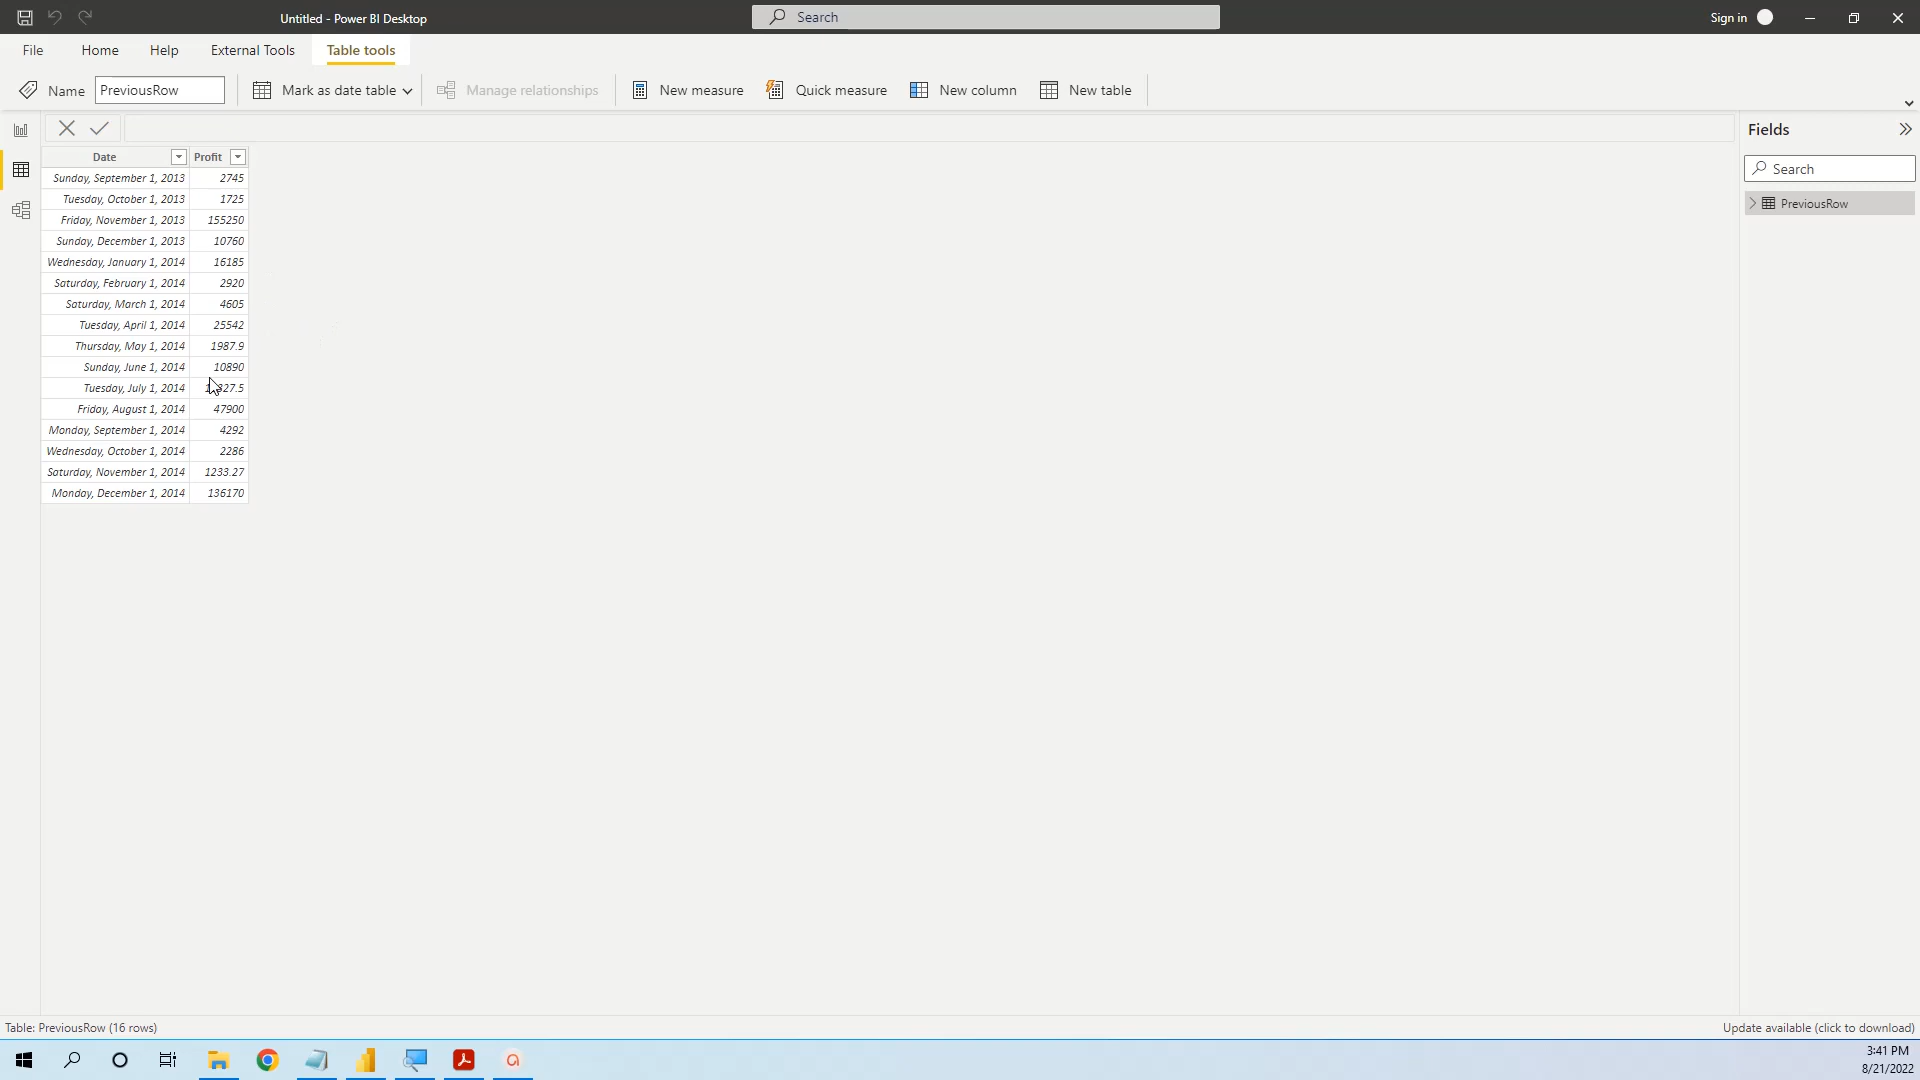 Untitled - Power BI Desktop
Search
Sign in
File
Home
Help
External Tools
Table tools
Name
PreviousRow
Mark as date table
Manage relationships
New measure
Quick measure
New column
New table
Fields
Search
PreviousRow
Date Profit
Sunday, September 1, 2013 2745
Tuesday, October 1, 2013 1725
Friday, November 1, 2013 155250
Sunday, December 1, 2013 10760
Wednesday, January 1, 2014 16185
Saturday, February 1, 2014 2920
Saturday, March 1, 2014 4605
Tuesday, April 1, 2014 25542
Thursday, May 1, 2014 1987.9
Sunday, June 1, 2014 10890
Tuesday, July 1, 2014
Friday, August 1, 2014 47900
Monday, September 1, 2014 4292
Wednesday, October 1, 2014 2286
Saturday, November 1, 2014 1233.27
Monday, December 1, 2014 136170
Table: PreviousRow (16 rows)
Update available (click to download)
3:41 PM
8/21/2022